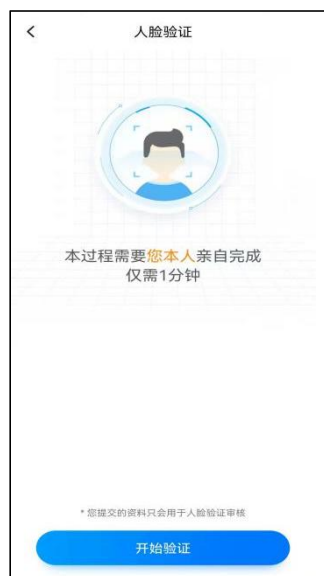 人脸验证
本过程需要您本人亲自完成
仅需1分钟
* 您提交的资料只会用于人脸验证审核
开始验证